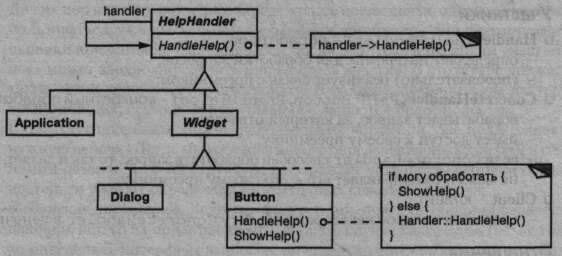 handler
HelpHandler
HandleHelp()
handler->HandleHelp()
Application
Widget
Dialog
Button
HandleHelp()
ShowHelp()
if могу обработать {
ShowHelp()
} else {
Handler::HandleHelp()
}